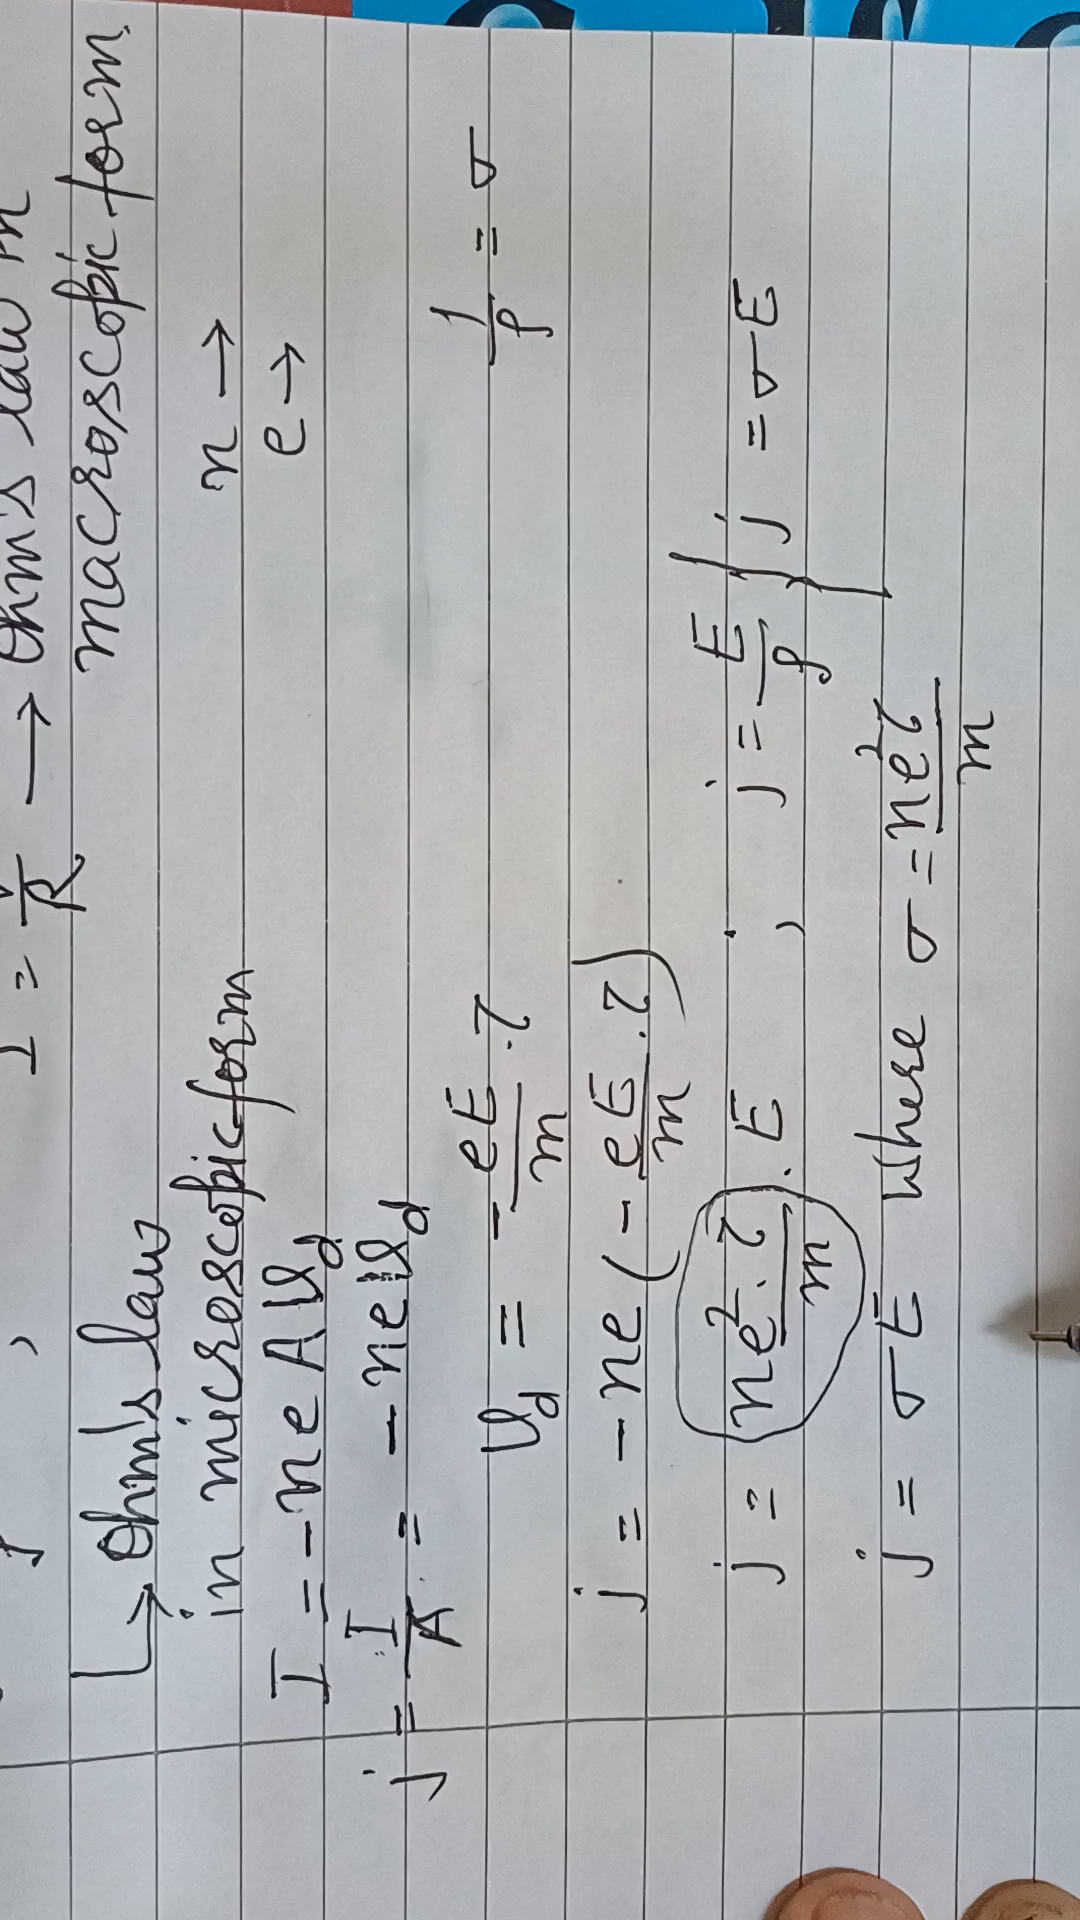 I = V/R → Ohm's law in
macroscopic form
↳ Ohm's law
in microscopic form
n →
I = -neAv_d
e →
j = I/A = -nev_d
v_d = -eE/m . τ
1/ρ = σ
j = -ne(-eE/m . τ)
j = ne²τ/m . E , j = E/ρ / j = σE
j = σE where σ = ne²τ/m